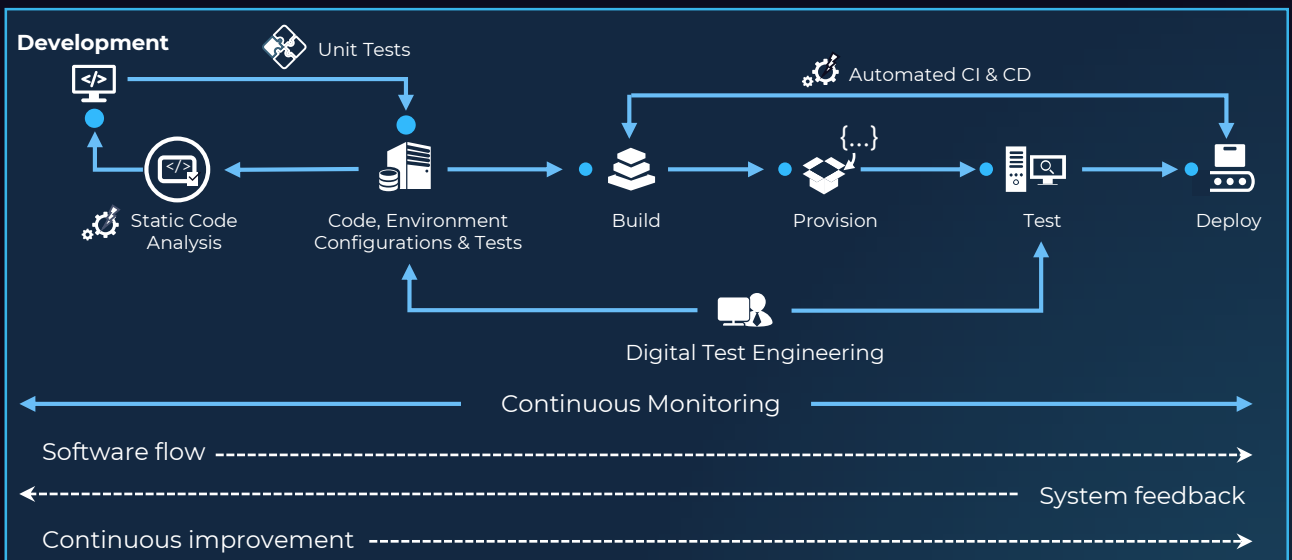 Development
Unit Tests
</>
Automated CI & CD
{...}
</>
Static Code
Analysis
Code, Environment
Configurations & Tests
Build
Provision
Test
Deploy
Digital Test Engineering
Continuous Monitoring
Software flow
System feedback
Continuous improvement